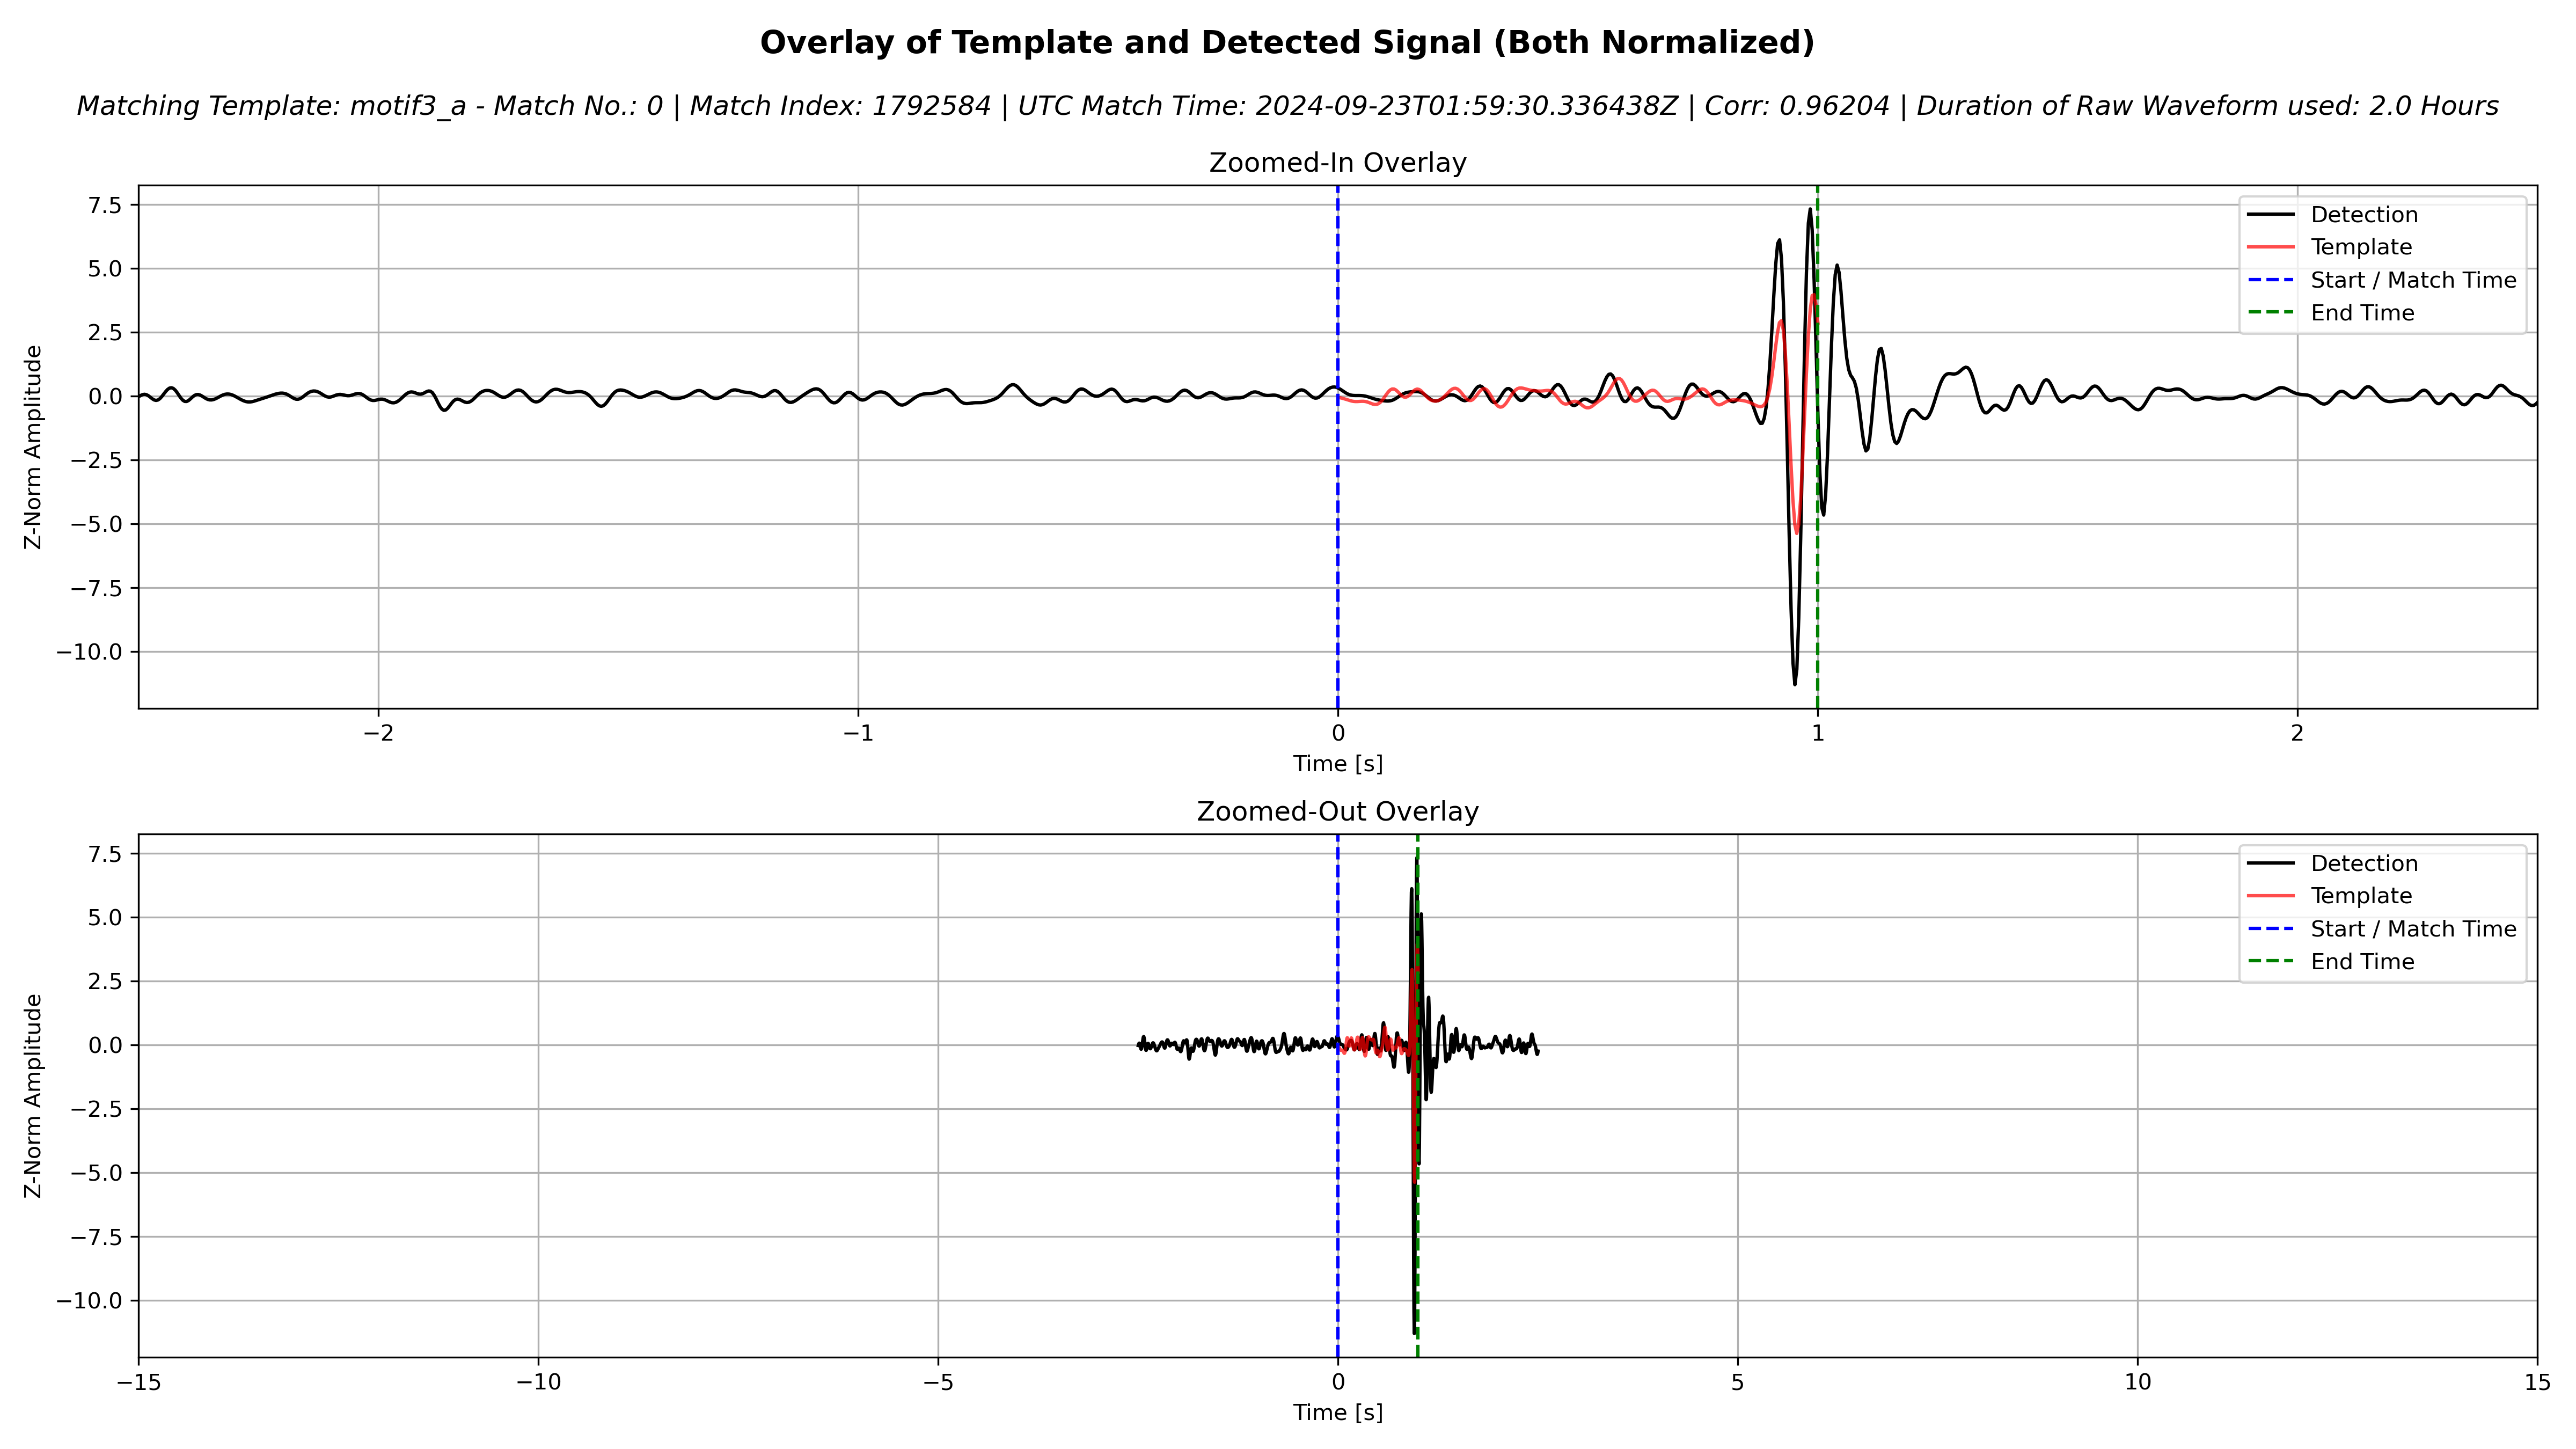 Overlay of Template and Detected Signal (Both Normalized)
Matching Template: motif3_a - Match No.: 0 | Match Index: 1792584 | UTC Match Time: 2024-09-23T01:59:30.336438Z | Corr: 0.96204 | Duration of Raw Waveform used: 2.0 Hours
Zoomed-In Overlay
7.5
5.0
2.5
0.0
−2.5
−5.0
−7.5
−10.0
Z-Norm Amplitude
Detection
Template
Start / Match Time
End Time
−2
−1
0
1
2
Time [s]
Zoomed-Out Overlay
7.5
5.0
2.5
0.0
−2.5
−5.0
−7.5
−10.0
Z-Norm Amplitude
Detection
Template
Start / Match Time
End Time
−15
−10
−5
0
5
10
15
Time [s]